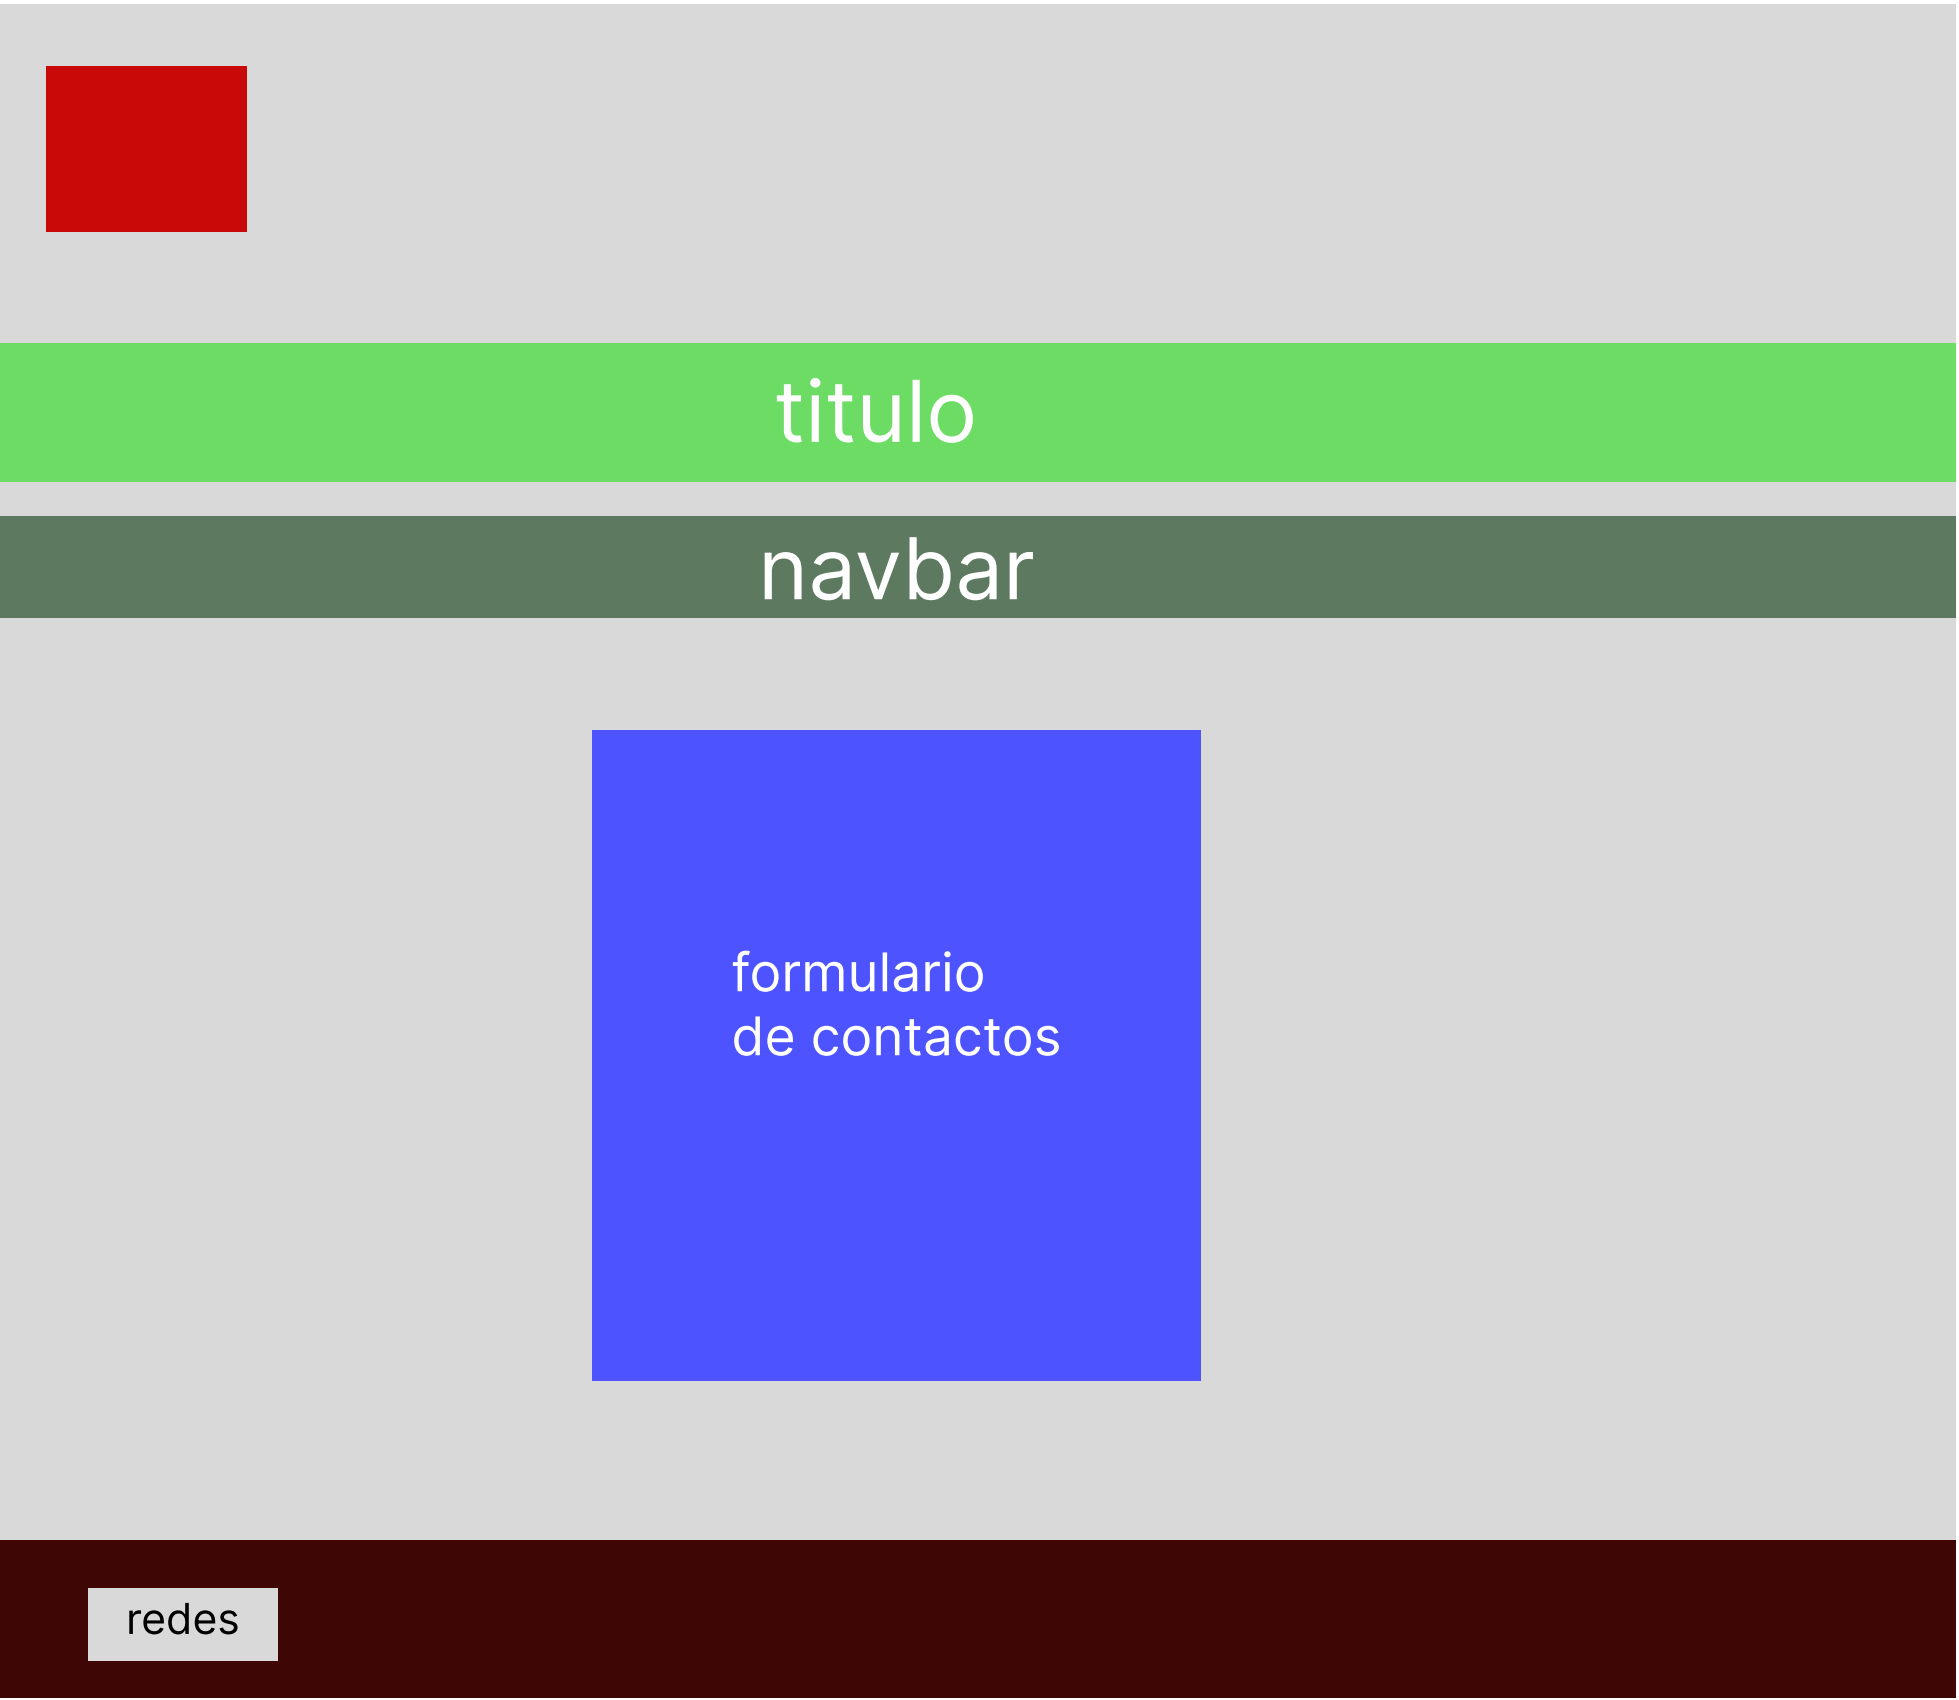 titulo
navbar
formulario
de contactos
redes